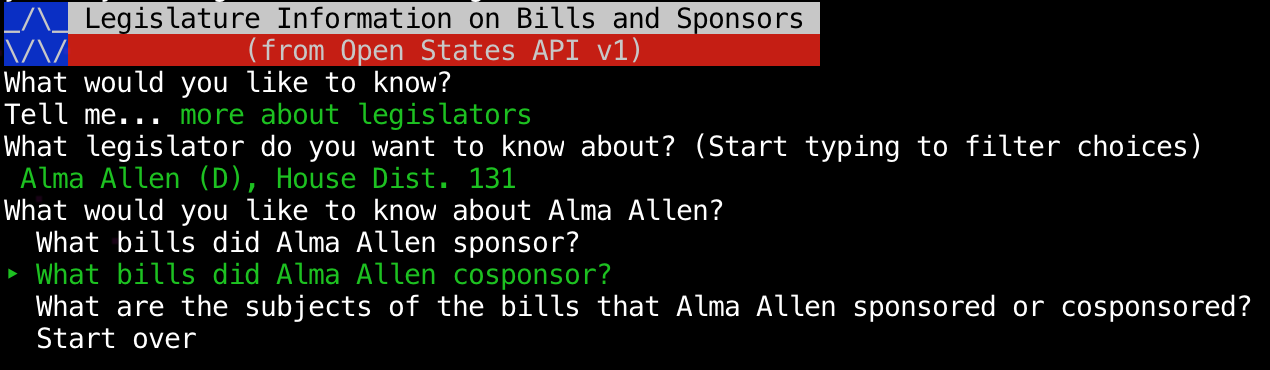 _/\_ Legislature Information on Bills and Sponsors
\/\/ (from Open States API v1)
What would you like to know?
Tell me... more about legislators
What legislator do you want to know about? (Start typing to filter choices)
Alma Allen (D), House Dist. 131
What would you like to know about Alma Allen?
What bills did Alma Allen sponsor?
‣ What bills did Alma Allen cosponsor?
What are the subjects of the bills that Alma Allen sponsored or cosponsored?
Start over